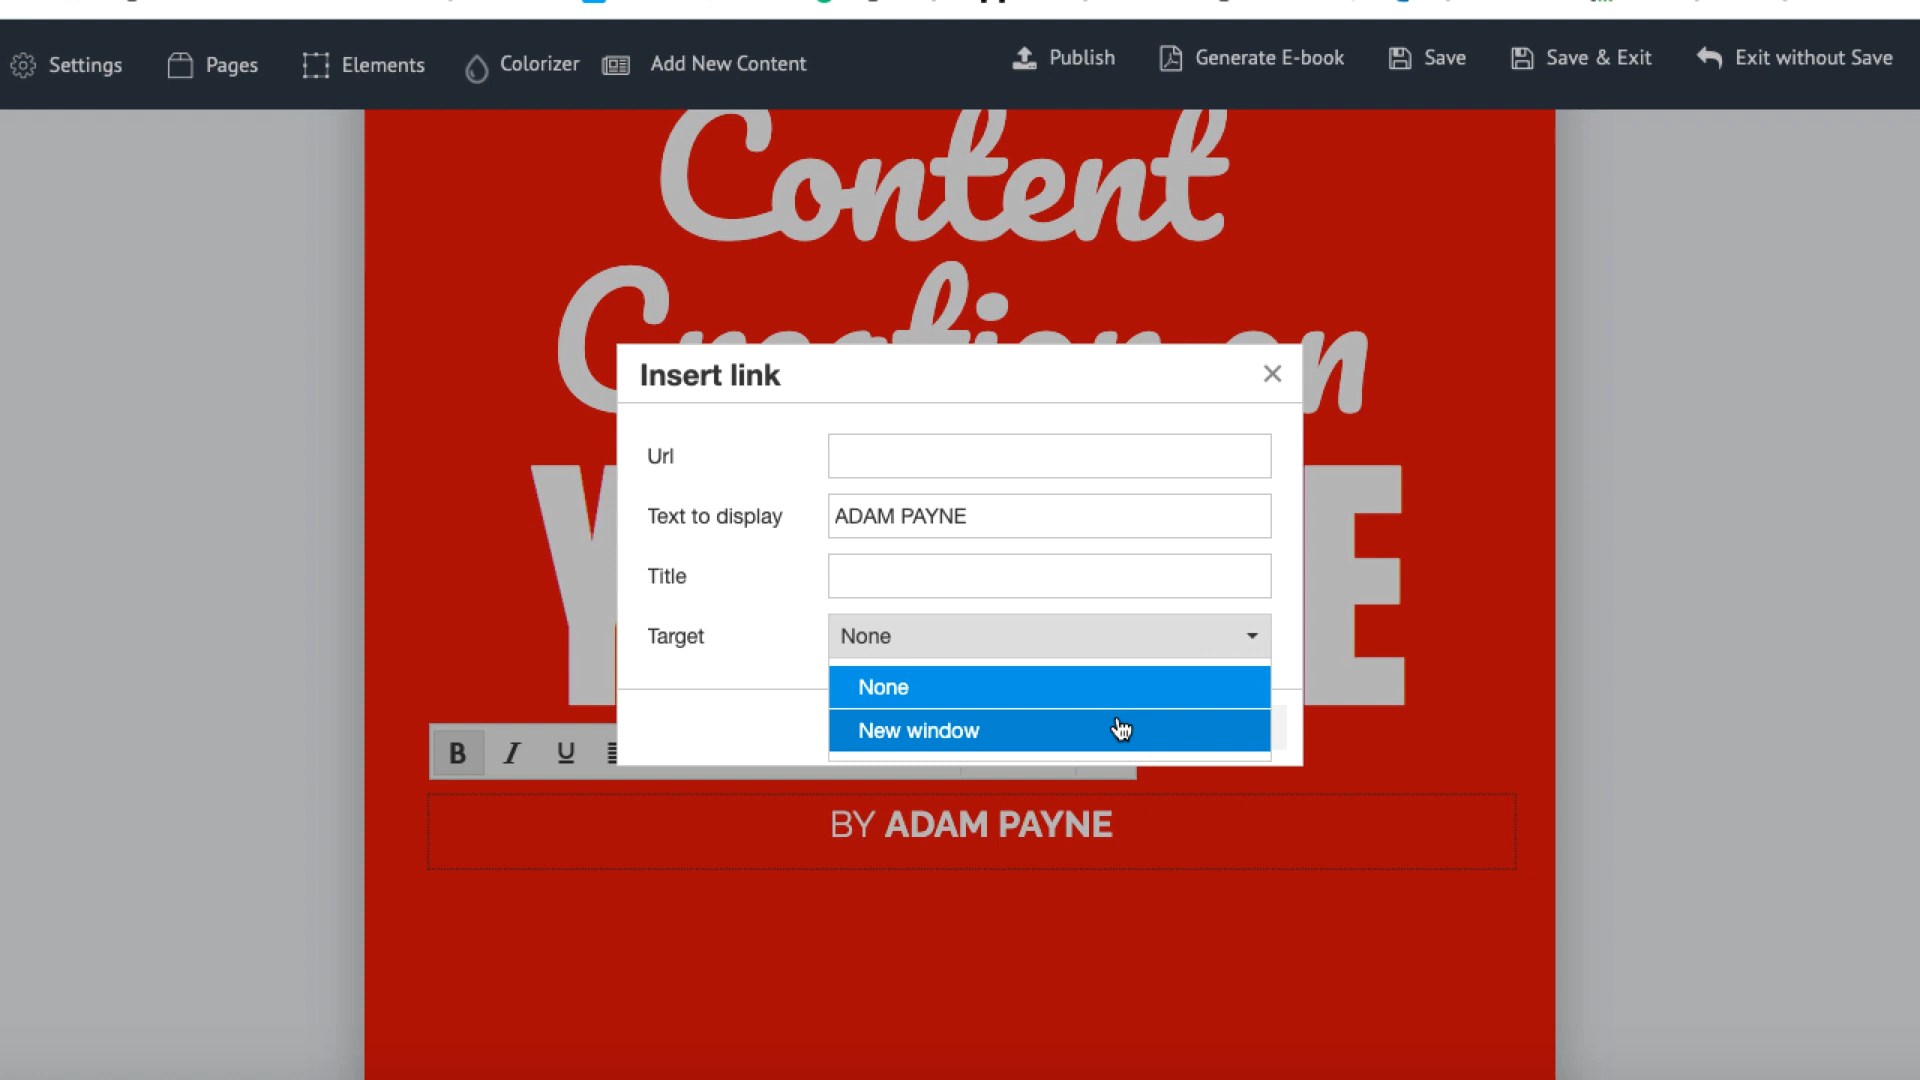 Settings Pages Elements Colorizer Add New Content Publish Generate E-book Save Save & Exit Exit without Save
Content
Insert link
Url
Text to display ADAM PAYNE
Title
Target None
None
New window
B I U
BY ADAM PAYNE